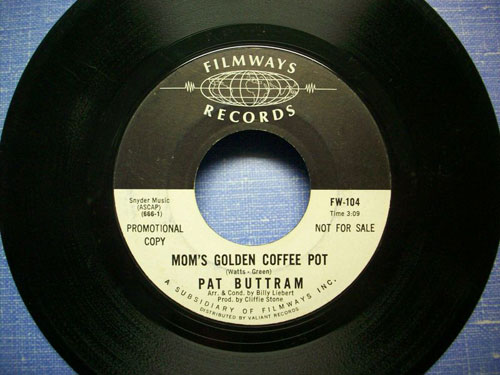 FILMWAYS
RECORDS
Snyder Music
(ASCAP)
(666-1)
PROMOTIONAL
COPY
FW-104
Time 3:09
NOT FOR SALE
MOM'S GOLDEN COFFEE POT
(Watts - Green)
PAT BUTTRAM
Arr. & Cond. by Billy Liebert
Prod. by Cliffie Stone
A SUBSIDIARY OF FILMWAYS INC.
DISTRIBUTED BY VALIANT RECORDS